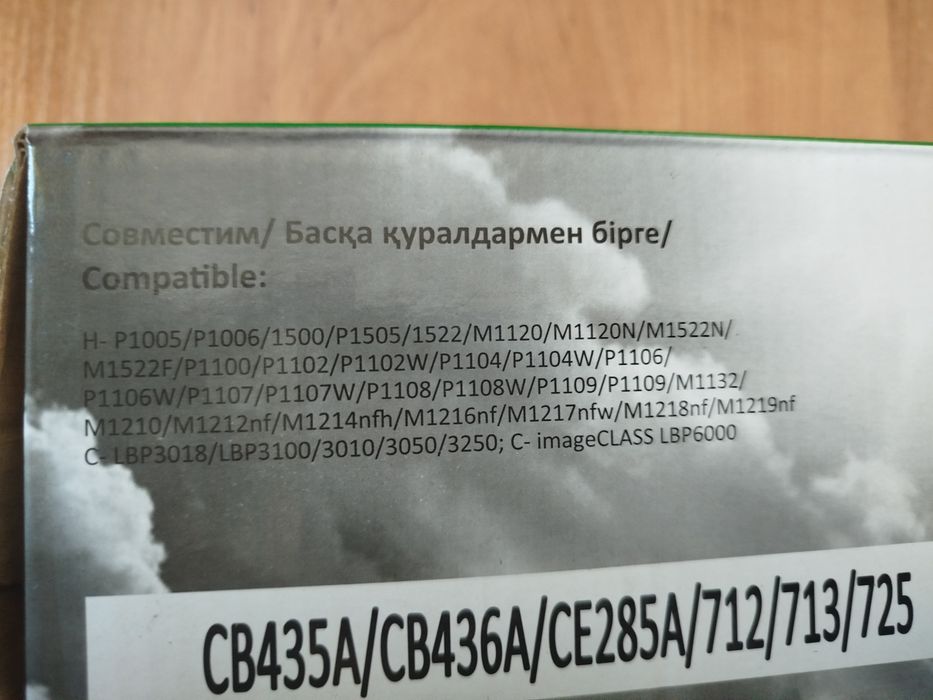 Совместим/ Басқа құралдармен бірге/
Compatible:
H- P1005/P1006/1500/P1505/1522/M1120/M1120N/M1522N/
M1522F/P1100/P1102/P1102W/P1104/P1104W/P1106/
P1106W/P1107/P1107W/P1108/P1108W/P1109/P1109/M1132/
M1210/M1212nf/M1214nfh/M1216nf/M1217nfw/M1218nf/M1219nf
C- LBP3018/LBP3100/3010/3050/3250; C- imageCLASS LBP6000
CB435A/CB436A/CE285A/712/713/725